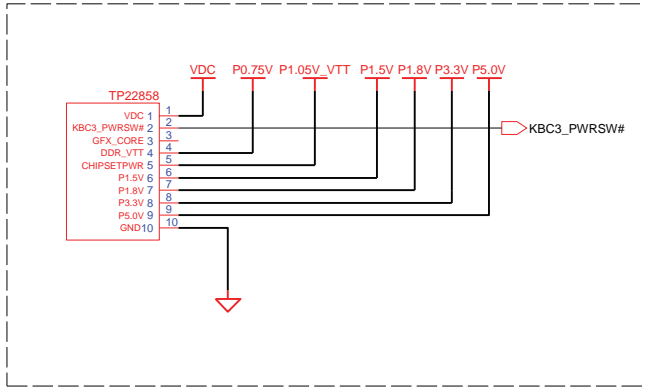 VDC P0.75V P1.05V_VTT P1.5V P1.8V P3.3V P5.0V
TP22858
VDC 1 1
KBC3_PWRSW# 2 2 KBC3_PWRSW#
GFX_CORE 3 3
DDR_VTT 4 4
CHIPSETPWR 5 5
P1.5V 6 6
P1.8V 7 7
P3.3V 8 8
P5.0V 9 9
GND 10 10